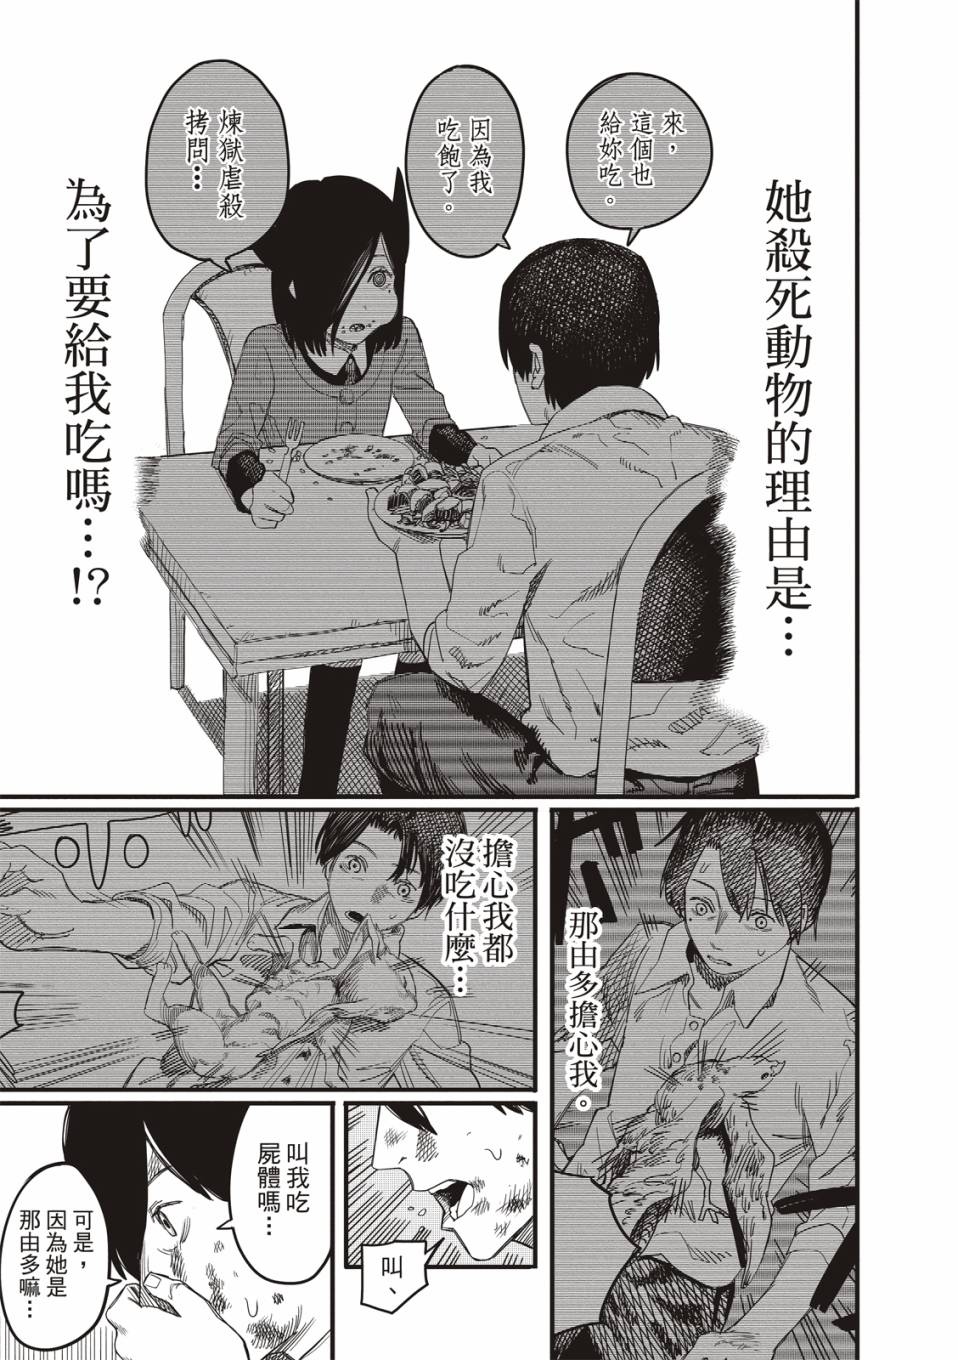 她殺死動物的理由是…
來，
這個也
給妳吃。
因為我
吃飽了。
煉獄虐殺
拷問…
為了要給我吃嗎…!?
那由多擔心我。
擔心我都
沒吃什麼…
叫、
叫我吃
屍體嗎…
可是，
因為她是
那由多嘛…